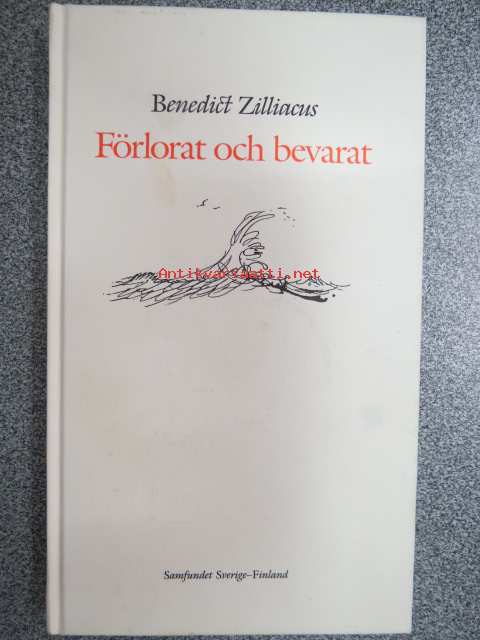 Benedict Zilliacus
Förlorat och bevarat
Antikvariaatti.net
Samfundet Sverige–Finland